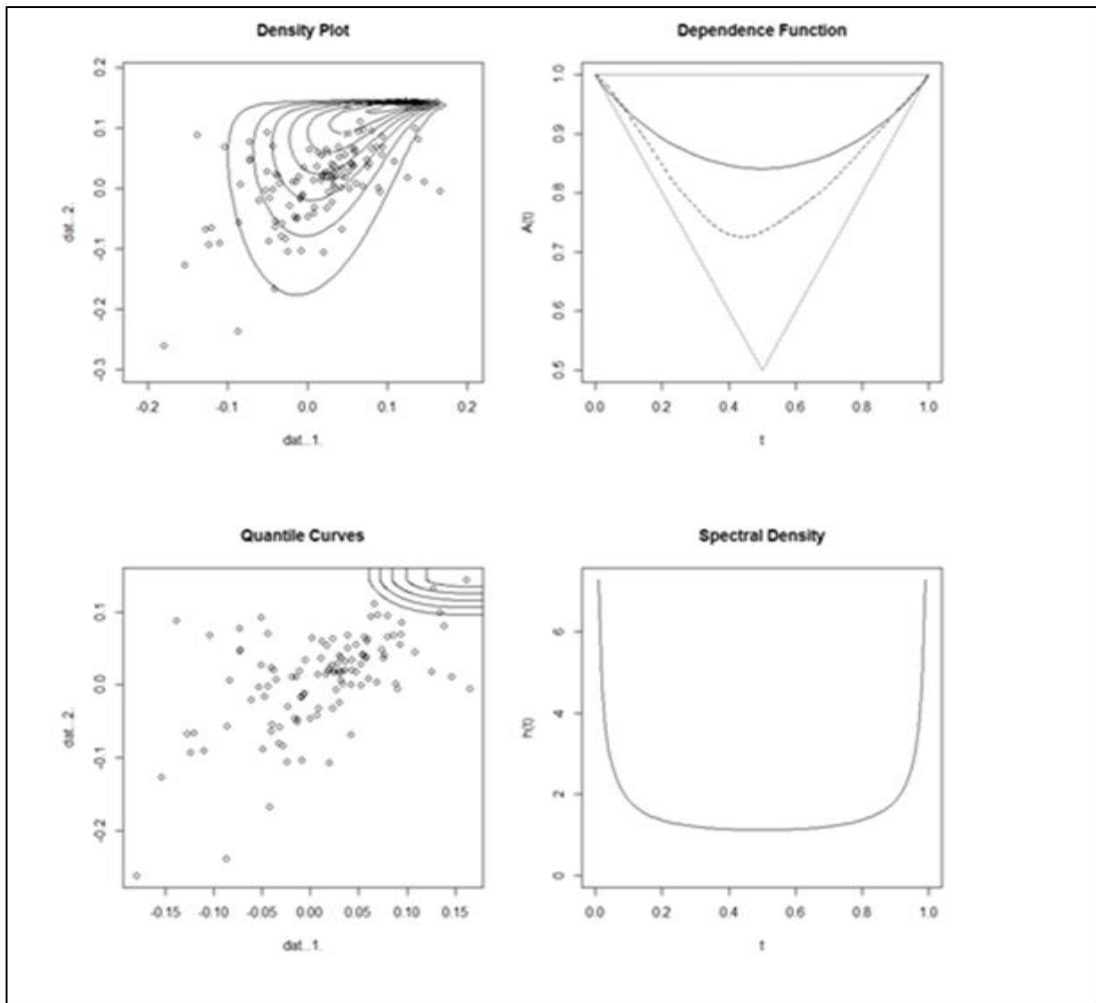 Density Plot
0.2
0.1
0.0
-0.1
-0.2
-0.3
dat..2.
-0.2 -0.1 0.0 0.1 0.2
dat..1.
Dependence Function
1.0
0.9
0.8
0.7
0.6
0.5
A(t)
0.0 0.2 0.4 0.6 0.8 1.0
t
Quantile Curves
0.1
0.0
-0.1
-0.2
dat..2.
-0.15 -0.10 -0.05 0.00 0.05 0.10 0.15
dat..1.
Spectral Density
6
4
2
0
h(t)
0.0 0.2 0.4 0.6 0.8 1.0
t